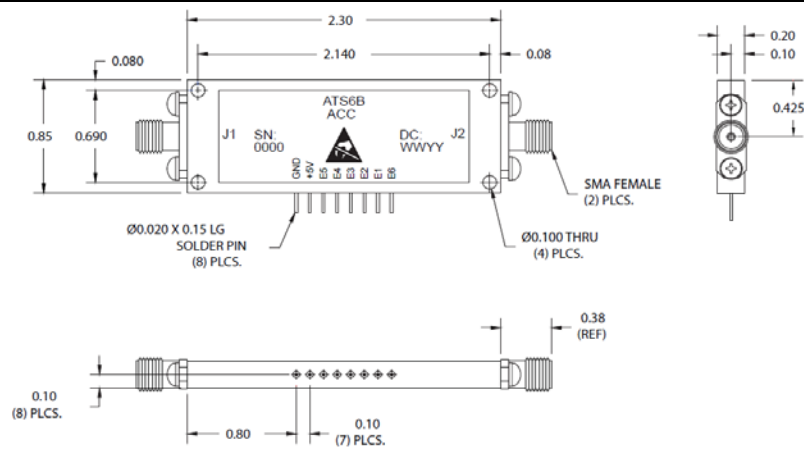 2.30
2.140
0.08
0.080
0.85
0.690
ATS6B
ACC
J1
SN:
0000
DC:
WWYY
J2
GND
+5V
E5
E4
E3
E2
E1
E6
Ø0.020 X 0.15 LG
SOLDER PIN
(8) PLCS.
SMA FEMALE
(2) PLCS.
Ø0.100 THRU
(4) PLCS.
0.20
0.10
0.425
0.38
(REF)
0.10
(8) PLCS.
0.80
0.10
(7) PLCS.